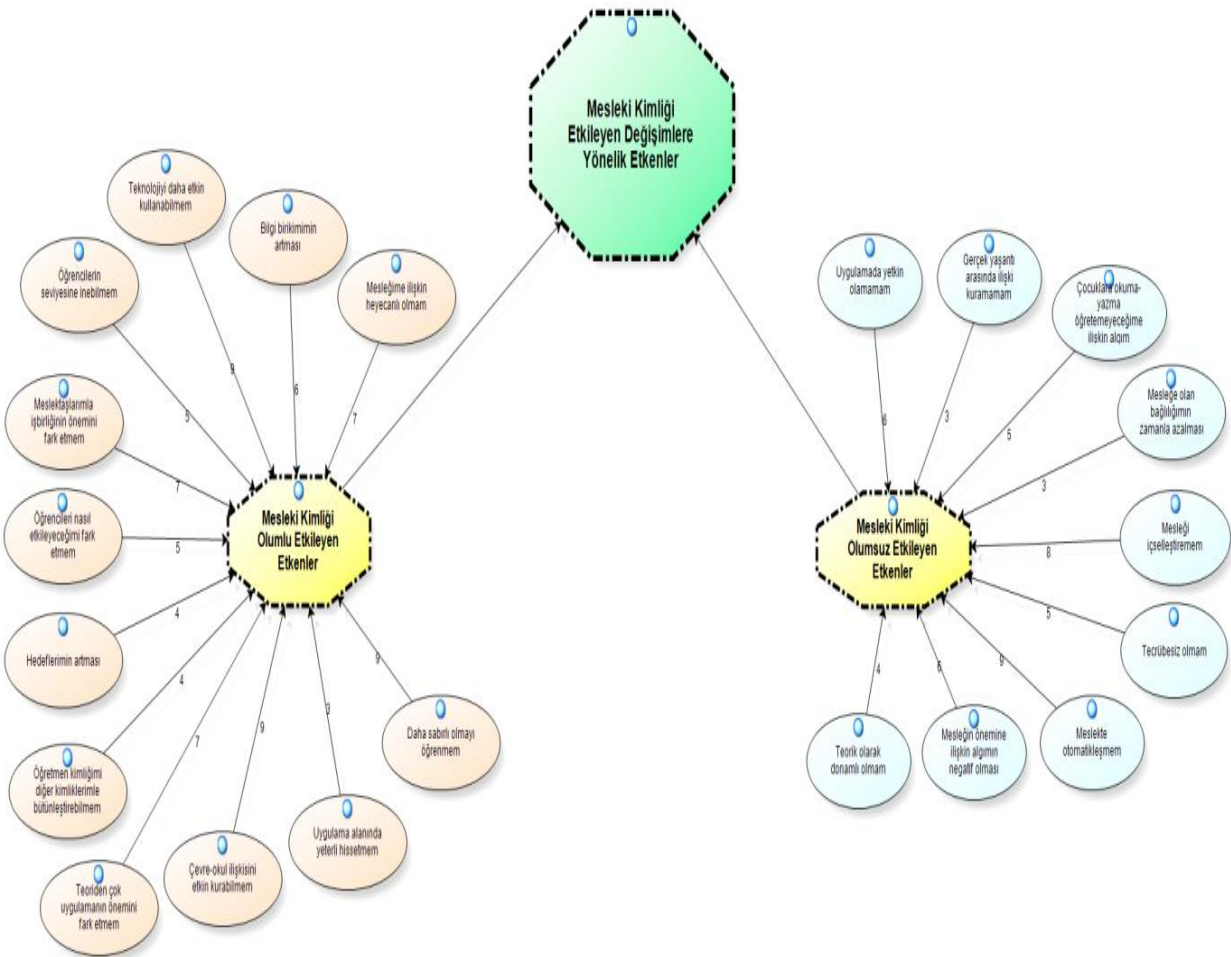 Mesleki Kimliği
Etkileyen Değişimlere
Yönelik Etkenler
Teknolojiyi daha etkin
kullanabilmem
Bilgi birikimimin
artması
Öğrencilerin
seviyesine inebilmem
Mesleğime ilişkin
heyecanlı olmam
Meslektaşlarımla
işbirliğinin önemini
fark etmem
Öğrencileri nasıl
etkileyeceğimi fark
etmem
Hedeflerimin artması
Öğretmen kimliğimi
diğer kimliklerimle
bütünleştirebilmem
Teoriden çok
uygulamanın önemini
fark etmem
Çevre-okul ilişkisini
etkin kurabilmem
Uygulama alanında
yeterli hissetmem
Daha sabırlı olmayı
öğrenmem
5
9
6
7
7
5
4
4
7
9
3
9
Mesleki Kimliği
Olumlu Etkileyen
Etkenler
Uygulamada yetkin
olamamam
Gerçek yaşantı
arasında ilişki
kuramamam
Çocuklara okuma-
yazma
öğretemeyeceğime
ilişkin algım
Mesleğe olan
bağlılığımın
zamanla azalması
Mesleği
içselleştiremem
Tecrübesiz olmam
Meslekte
otomatikleşmem
Mesleğin önemine
ilişkin algımın
negatif olması
Teorik olarak
donamlı olmam
6
3
5
3
8
5
9
6
4
Mesleki Kimliği
Olumsuz Etkileyen
Etkenler